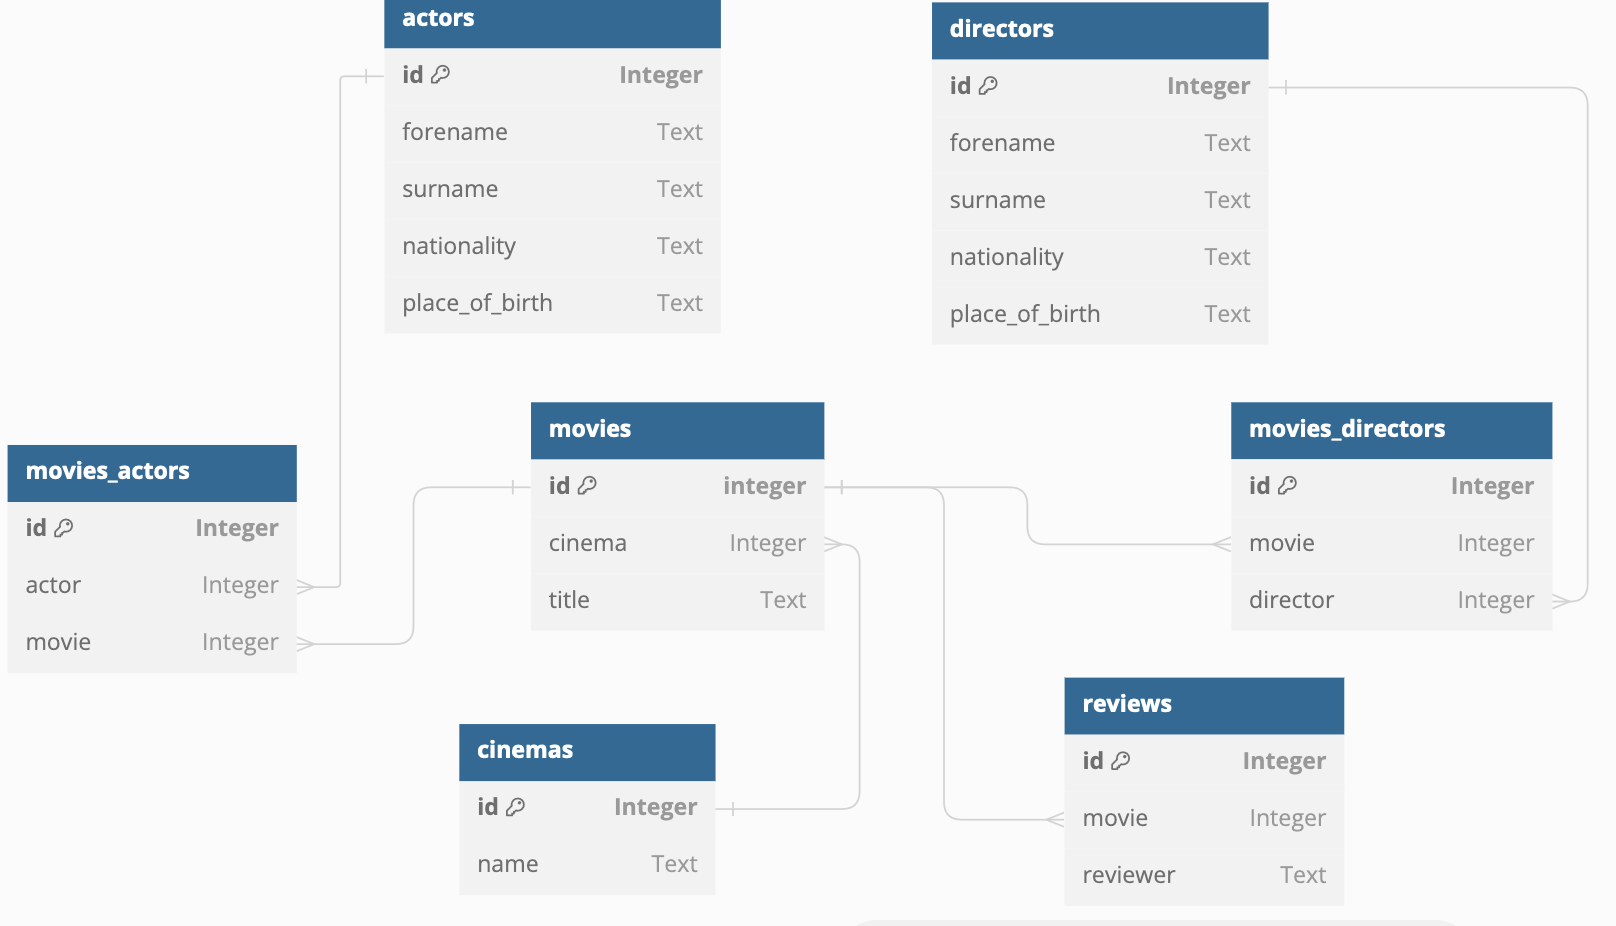 actors
id Integer
forename Text
surname Text
nationality Text
place_of_birth Text
directors
id Integer
forename Text
surname Text
nationality Text
place_of_birth Text
movies_actors
id Integer
actor Integer
movie Integer
movies
id integer
cinema Integer
title Text
movies_directors
id Integer
movie Integer
director Integer
cinemas
id Integer
name Text
reviews
id Integer
movie Integer
reviewer Text